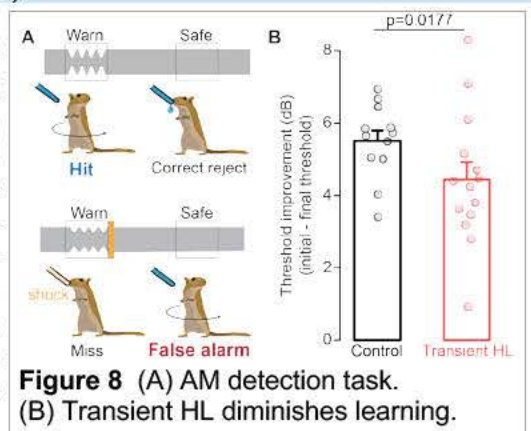 A
Warn Safe
Hit
Correct reject
Warn Safe
shock
Miss
False alarm
B
p=0.0177
Threshold improvement (dB)
(initial - final threshold)
8
6
4
2
0
Control
Transient HL
Figure 8 (A) AM detection task.
(B) Transient HL diminishes learning.